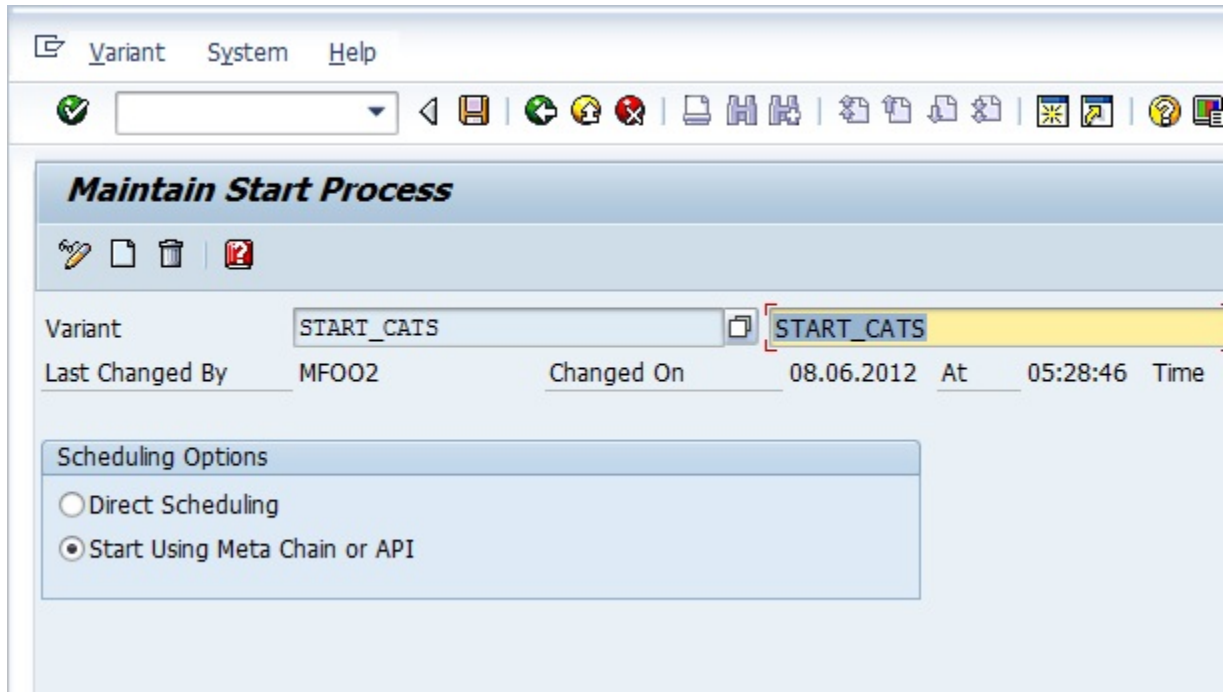 Variant System Help
Maintain Start Process
Variant START_CATS START_CATS
Last Changed By MFOO2 Changed On 08.06.2012 At 05:28:46 Time
Scheduling Options
Direct Scheduling
Start Using Meta Chain or API